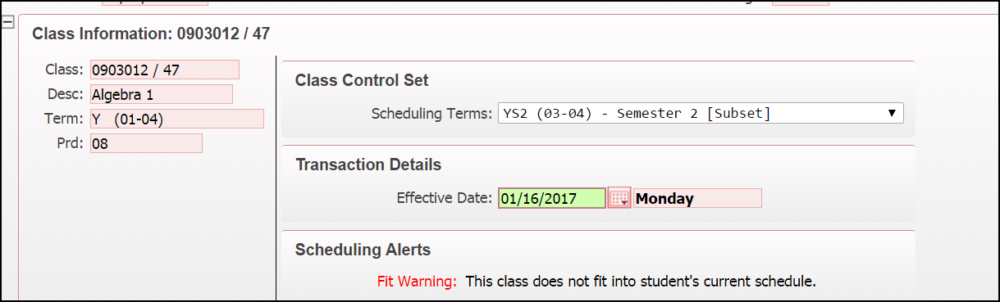 Class Information: 0903012 / 47
Class: 0903012 / 47
Desc: Algebra 1
Term: Y (01-04)
Prd: 08
Class Control Set
Scheduling Terms: YS2 (03-04) - Semester 2 [Subset]
Transaction Details
Effective Date: 01/16/2017 Monday
Scheduling Alerts
Fit Warning: This class does not fit into student's current schedule.